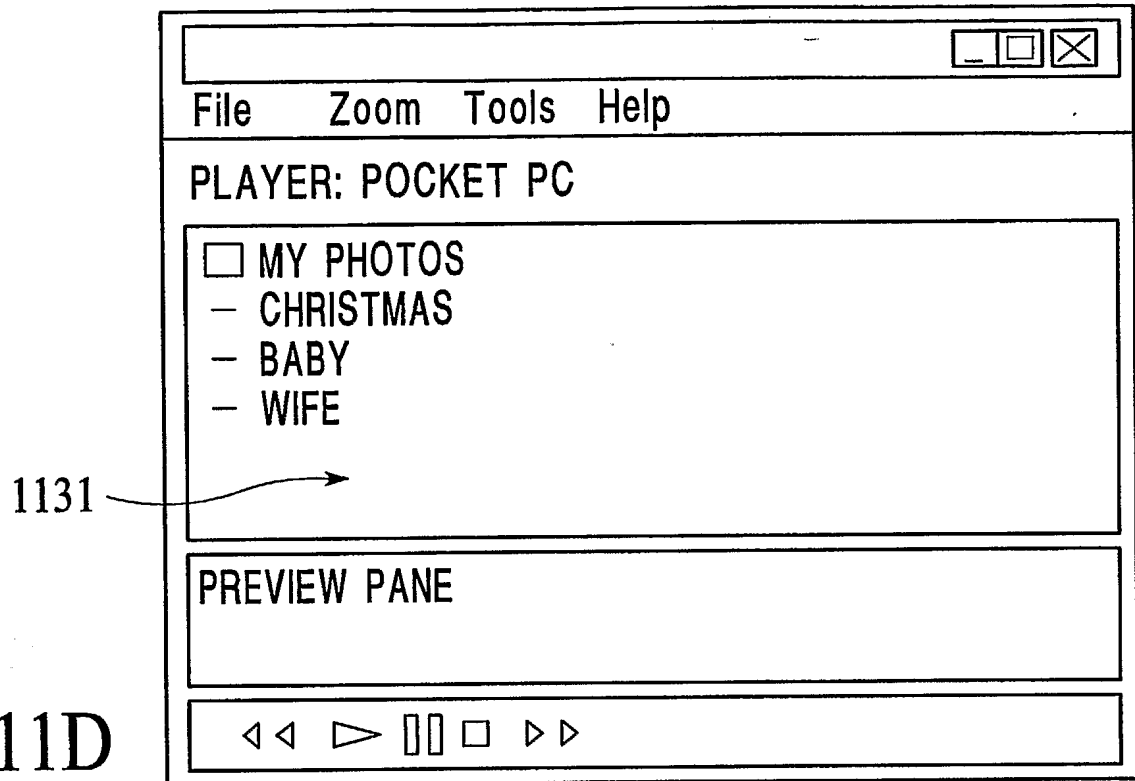 File Zoom Tools Help
PLAYER: POCKET PC
MY PHOTOS
— CHRISTMAS
— BABY
— WIFE
1131
PREVIEW PANE
11D